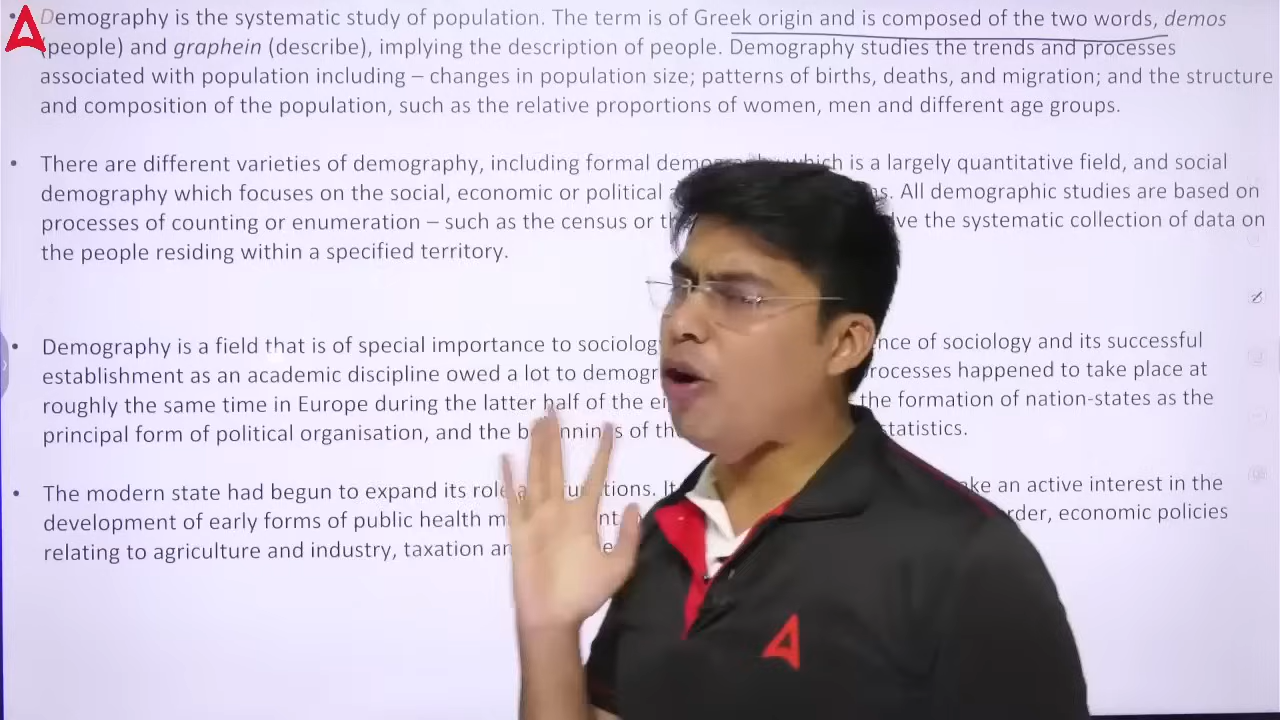 • Demography is the systematic study of population. The term is of Greek origin and is composed of the two words, demos
(people) and graphein (describe), implying the description of people. Demography studies the trends and processes
associated with population including – changes in population size; patterns of births, deaths, and migration; and the structure
and composition of the population, such as the relative proportions of women, men and different age groups.
• There are different varieties of demography, including formal demography which is a largely quantitative field, and social
demography which focuses on the social, economic or political All demographic studies are based on
processes of counting or enumeration – such as the census or the systematic collection of data on
the people residing within a specified territory.
• Demography is a field that is of special importance to of sociology and its successful
establishment as an academic discipline owed a lot to happened to take place at
roughly the same time in Europe during the latter half of the the formation of nation-states as the
principal form of political organisation, and the beginnings of statistics.
• The modern state had begun to expand its role an active interest in the
development of early forms of public health economic policies
relating to agriculture and industry, taxation